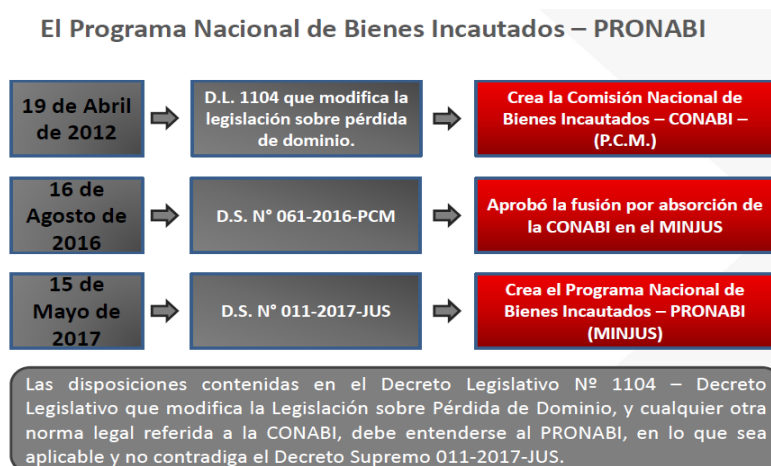 El Programa Nacional de Bienes Incautados – PRONABI
19 de Abril
de 2012
D.L. 1104 que modifica la
legislación sobre pérdida
de dominio.
Crea la Comisión Nacional de
Bienes Incautados – CONABI –
(P.C.M.)
16 de
Agosto de
2016
D.S. N° 061-2016-PCM
Aprobó la fusión por absorción de
la CONABI en el MINJUS
15 de
Mayo de
2017
D.S. N° 011-2017-JUS
Crea el Programa Nacional de
Bienes Incautados – PRONABI
(MINJUS)
Las disposiciones contenidas en el Decreto Legislativo Nº 1104 – Decreto
Legislativo que modifica la Legislación sobre Pérdida de Dominio, y cualquier otra
norma legal referida a la CONABI, debe entenderse al PRONABI, en lo que sea
aplicable y no contradiga el Decreto Supremo 011-2017-JUS.